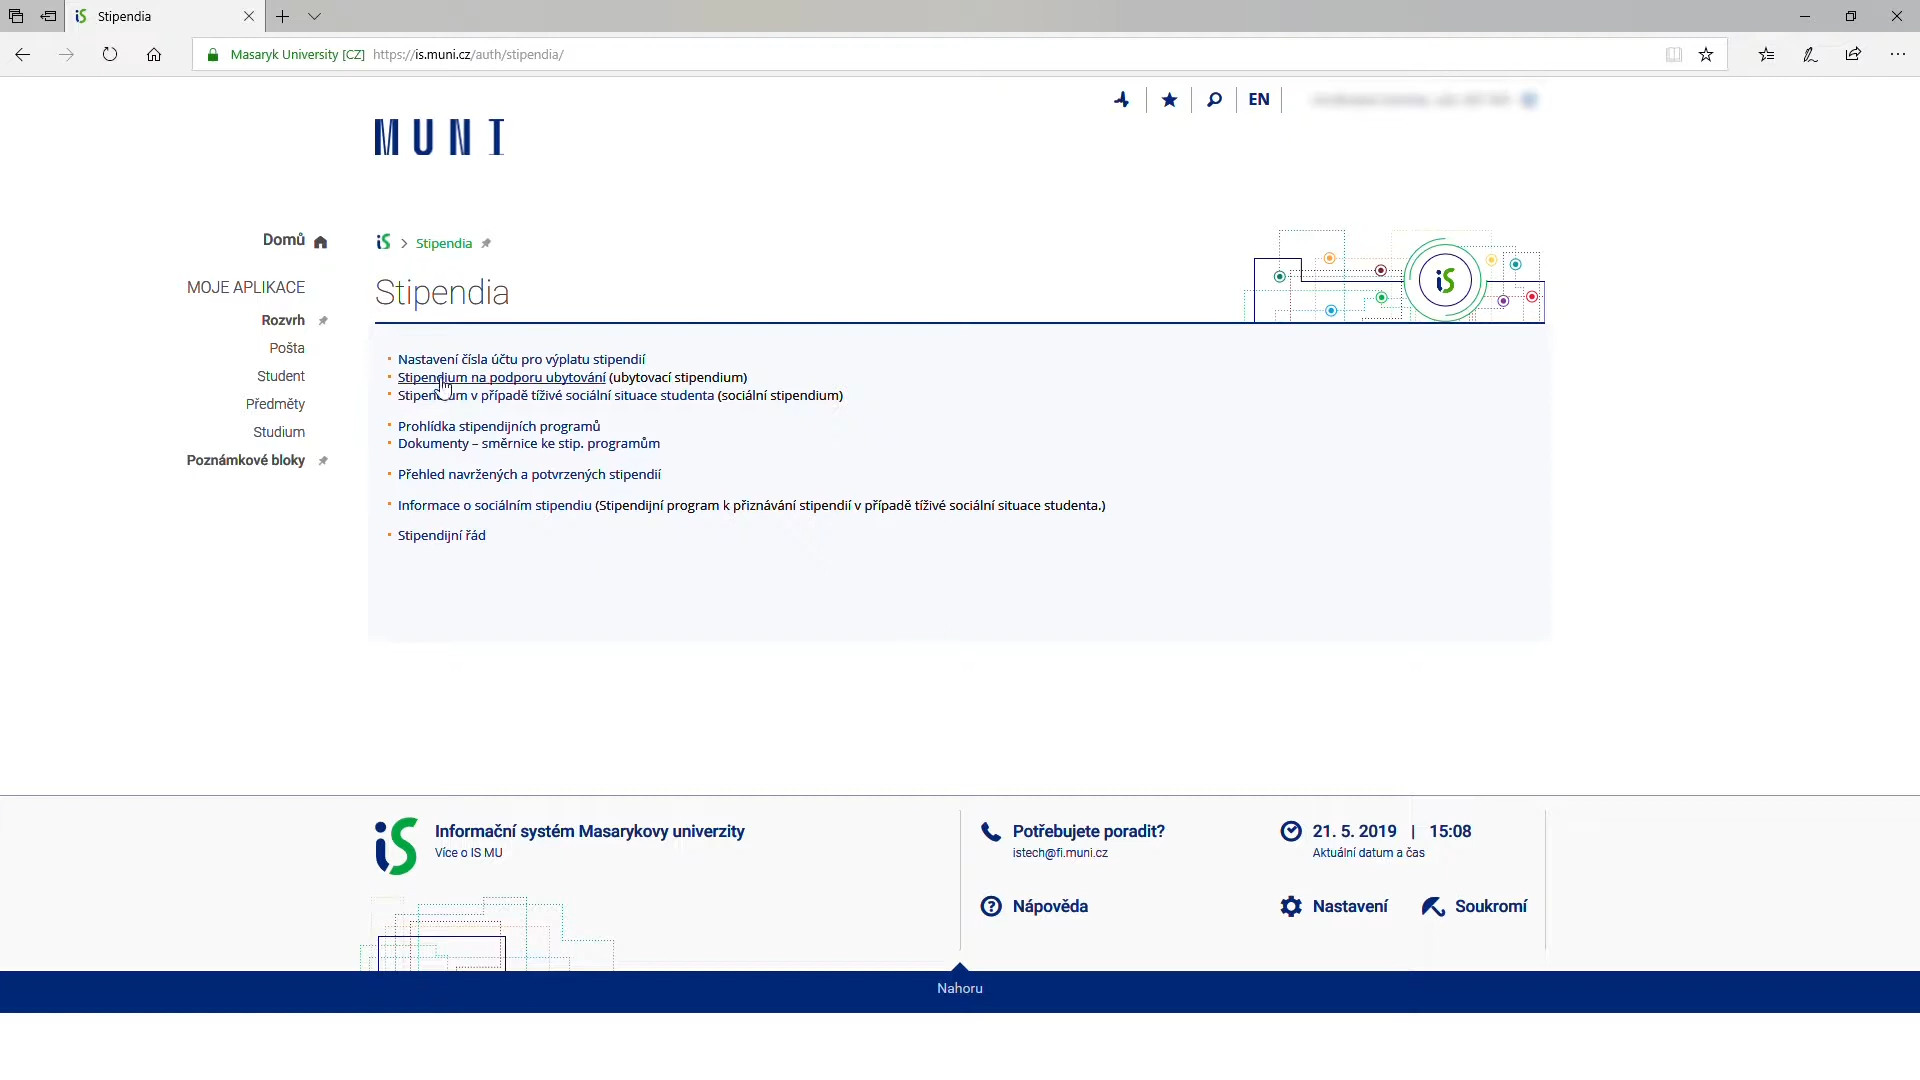 Stipendia
Masaryk University [CZ] https://is.muni.cz/auth/stipendia/
EN
MUNI
Domů
iS > Stipendia
Stipendia
iS
MOJE APLIKACE
Rozvrh
Pošta
Student
Předměty
Studium
Poznámkové bloky
Nastavení čísla účtu pro výplatu stipendií
Stipendium na podporu ubytování (ubytovací stipendium)
Stipendium v případě tíživé sociální situace studenta (sociální stipendium)
Prohlídka stipendijních programů
Dokumenty – směrnice ke stip. programům
Přehled navržených a potvrzených stipendií
Informace o sociálním stipendiu (Stipendijní program k přiznávání stipendií v případě tíživé sociální situace studenta.)
Stipendijní řád
iS
Informační systém Masarykovy univerzity
Více o IS MU
Potřebujete poradit?
istech@fi.muni.cz
21. 5. 2019 | 15:08
Aktuální datum a čas
Nápověda
Nastavení
Soukromí
Nahoru